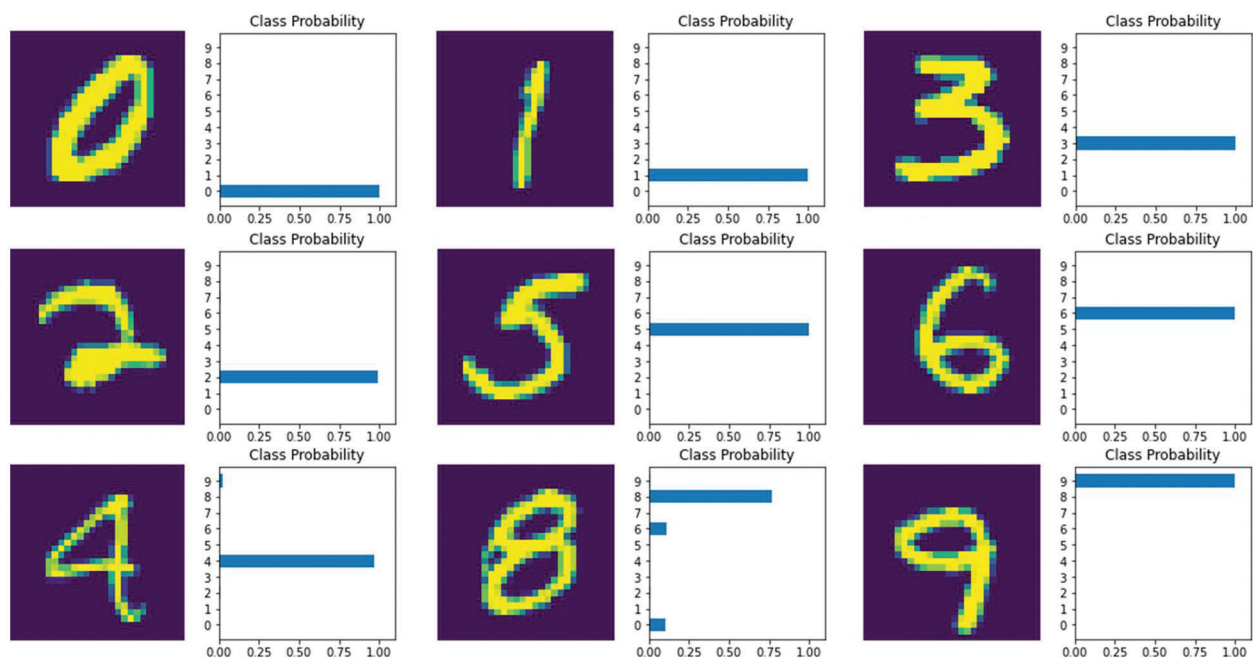 Class Probability Class Probability Class Probability
0 9 8 7 6 5 4 3 2 1 0 1 9 8 7 6 5 4 3 2 1 0 3 9 8 7 6 5 4 3 2 1 0
0.00 0.25 0.50 0.75 1.00 0.00 0.25 0.50 0.75 1.00 0.00 0.25 0.50 0.75 1.00
Class Probability Class Probability Class Probability
2 9 8 7 6 5 4 3 2 1 0 5 9 8 7 6 5 4 3 2 1 0 6 9 8 7 6 5 4 3 2 1 0
0.00 0.25 0.50 0.75 1.00 0.00 0.25 0.50 0.75 1.00 0.00 0.25 0.50 0.75 1.00
Class Probability Class Probability Class Probability
4 9 8 7 6 5 4 3 2 1 0 8 9 8 7 6 5 4 3 2 1 0 9 9 8 7 6 5 4 3 2 1 0
0.00 0.25 0.50 0.75 1.00 0.00 0.25 0.50 0.75 1.00 0.00 0.25 0.50 0.75 1.00